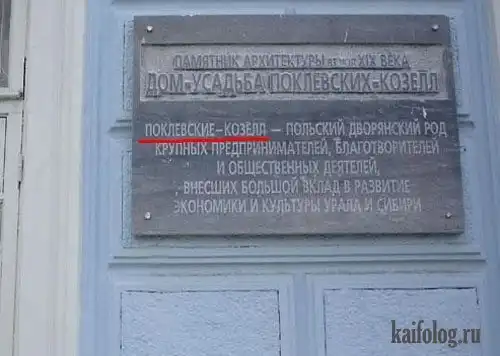 ПАМЯТНИК АРХИТЕКТУРЫ XIX ВЕКА
ДОМ-УСАДЬБА ПОКЛЕВСКИХ-КОЗЕЛЛ
ПОКЛЕВСКИЕ-КОЗЕЛЛ – ПОЛЬСКИЙ ДВОРЯНСКИЙ РОД
КРУПНЫХ ПРЕДПРИНИМАТЕЛЕЙ, БЛАГОТВОРИТЕЛЕЙ
И ОБЩЕСТВЕННЫХ ДЕЯТЕЛЕЙ,
ВНЕСШИХ БОЛЬШОЙ ВКЛАД В РАЗВИТИЕ
ЭКОНОМИКИ И КУЛЬТУРЫ УРАЛА И СИБИРИ
kaifolog.ru